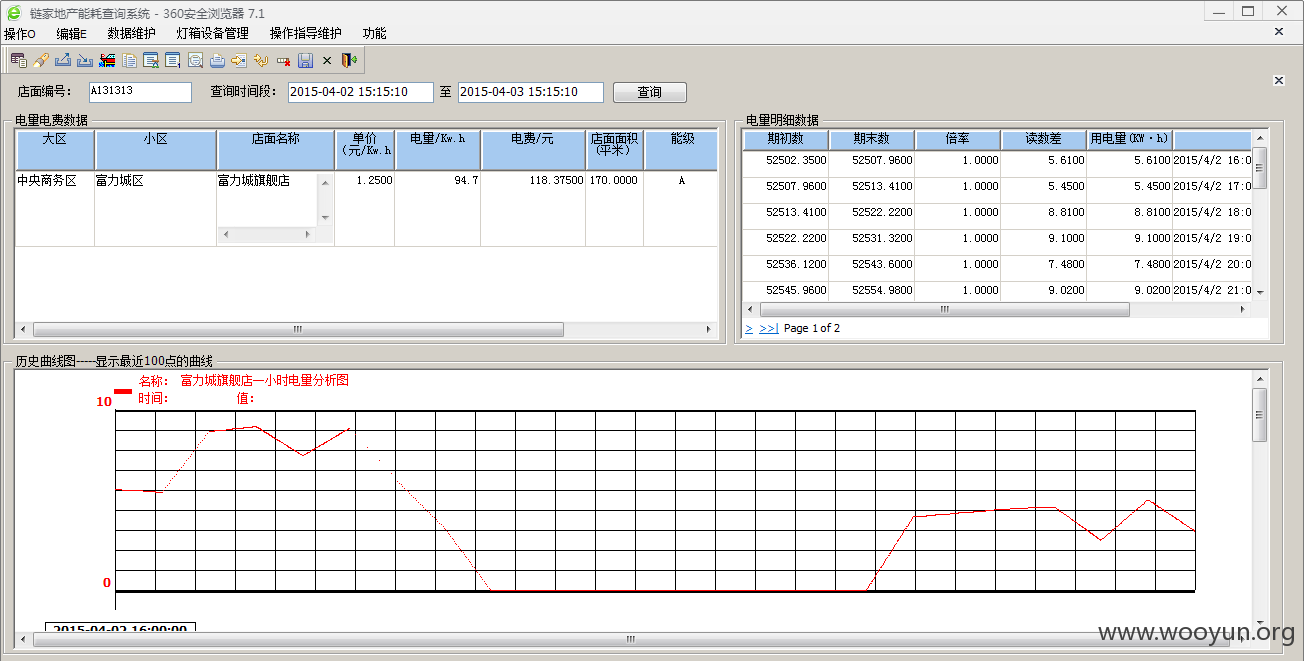 链家地产能耗查询系统 - 360安全浏览器 7.1
操作O 编辑E 数据维护 灯箱设备管理 操作指导维护 功能
店面编号: A131313 查询时间段: 2015-04-02 15:15:10 至 2015-04-03 15:15:10 查询
电量电费数据
大区 小区 店面名称 单价(元/Kw.h 电量/Kw.h 电费/元 店面面积(平米) 能级
中央商务区 富力城区 富力城旗舰店 1.2500 94.7 118.37500 170.0000 A
电量明细数据
期初数 期末数 倍率 读数差 用电量(KW·h)
52502.3500 52507.9600 1.0000 5.6100 5.6100 2015/4/2 16:0
52507.9600 52513.4100 1.0000 5.4500 5.4500 2015/4/2 17:0
52513.4100 52522.2200 1.0000 8.8100 8.8100 2015/4/2 18:0
52522.2200 52531.3200 1.0000 9.1000 9.1000 2015/4/2 19:0
52536.1200 52543.6000 1.0000 7.4800 7.4800 2015/4/2 20:0
52545.9600 52554.9800 1.0000 9.0200 9.0200 2015/4/2 21:0
> >>| Page 1 of 2
历史曲线图-----显示最近100点的曲线
名称: 富力城旗舰店一小时电量分析图
时间: 值:
10
0
2015-04-02 16:00:00
www.wooyun.org